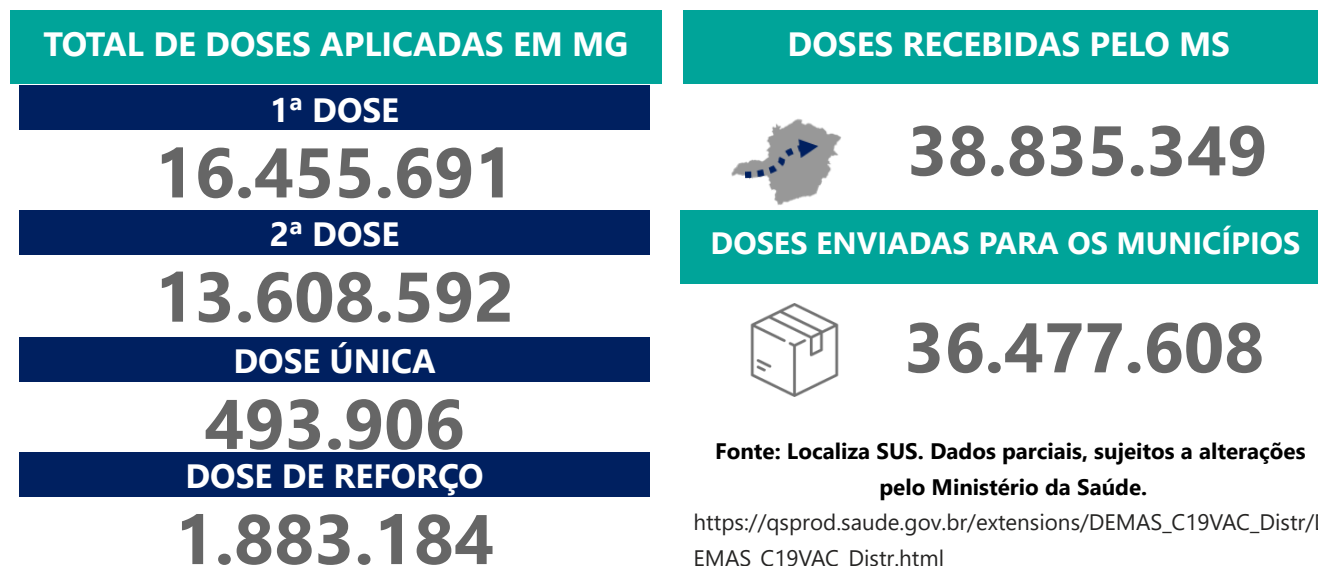 TOTAL DE DOSES APLICADAS EM MG
1ª DOSE
16.455.691
2ª DOSE
13.608.592
DOSE ÚNICA
493.906
DOSE DE REFORÇO
1.883.184
DOSES RECEBIDAS PELO MS
38.835.349
DOSES ENVIADAS PARA OS MUNICÍPIOS
36.477.608
Fonte: Localiza SUS. Dados parciais, sujeitos a alterações
pelo Ministério da Saúde.
https://qsprod.saude.gov.br/extensions/DEMAS_C19VAC_Distr/D
EMAS_C19VAC_Distr.html